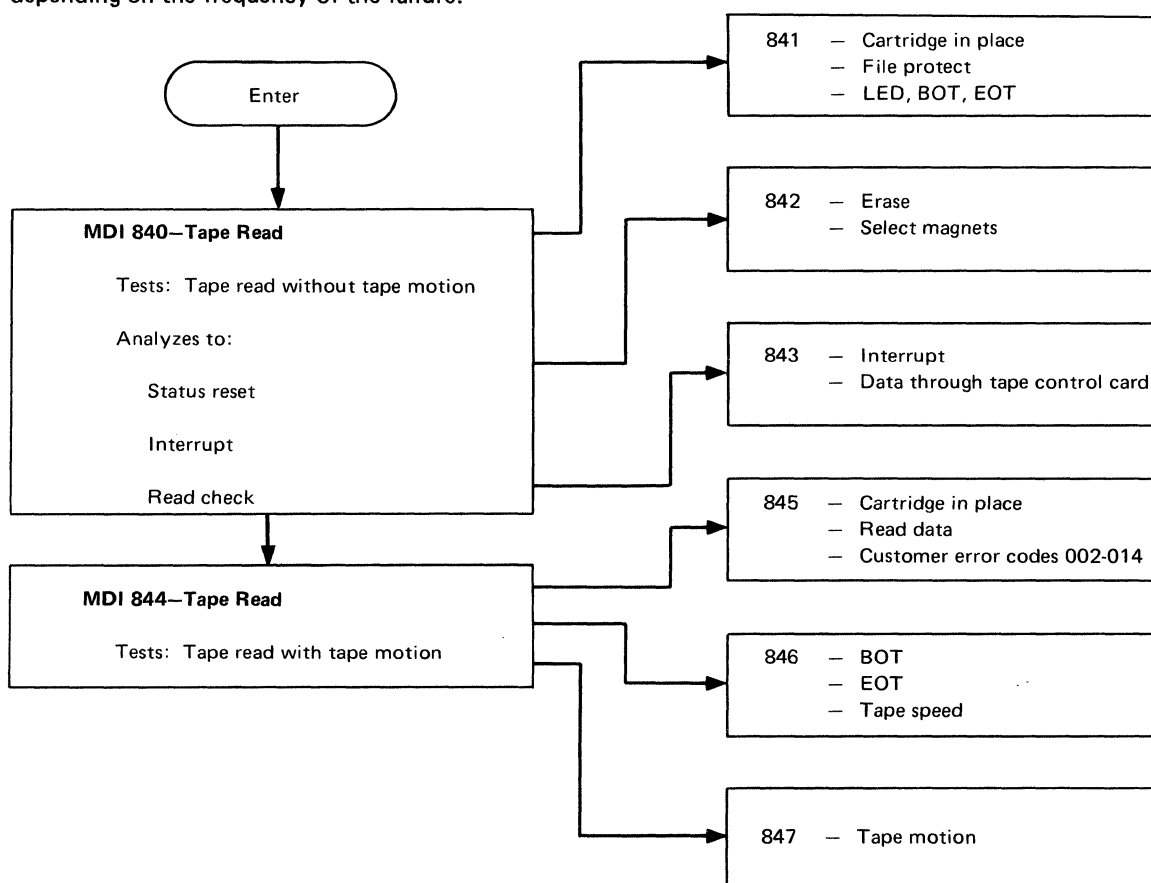 depending on the frequency of the failure.
Enter
MDI 840—Tape Read
Tests: Tape read without tape motion
Analyzes to:
Status reset
Interrupt
Read check
MDI 844—Tape Read
Tests: Tape read with tape motion
841 — Cartridge in place
— File protect
— LED, BOT, EOT
842 — Erase
— Select magnets
843 — Interrupt
— Data through tape control card
845 — Cartridge in place
— Read data
— Customer error codes 002-014
846 — BOT
— EOT
— Tape speed
847 — Tape motion